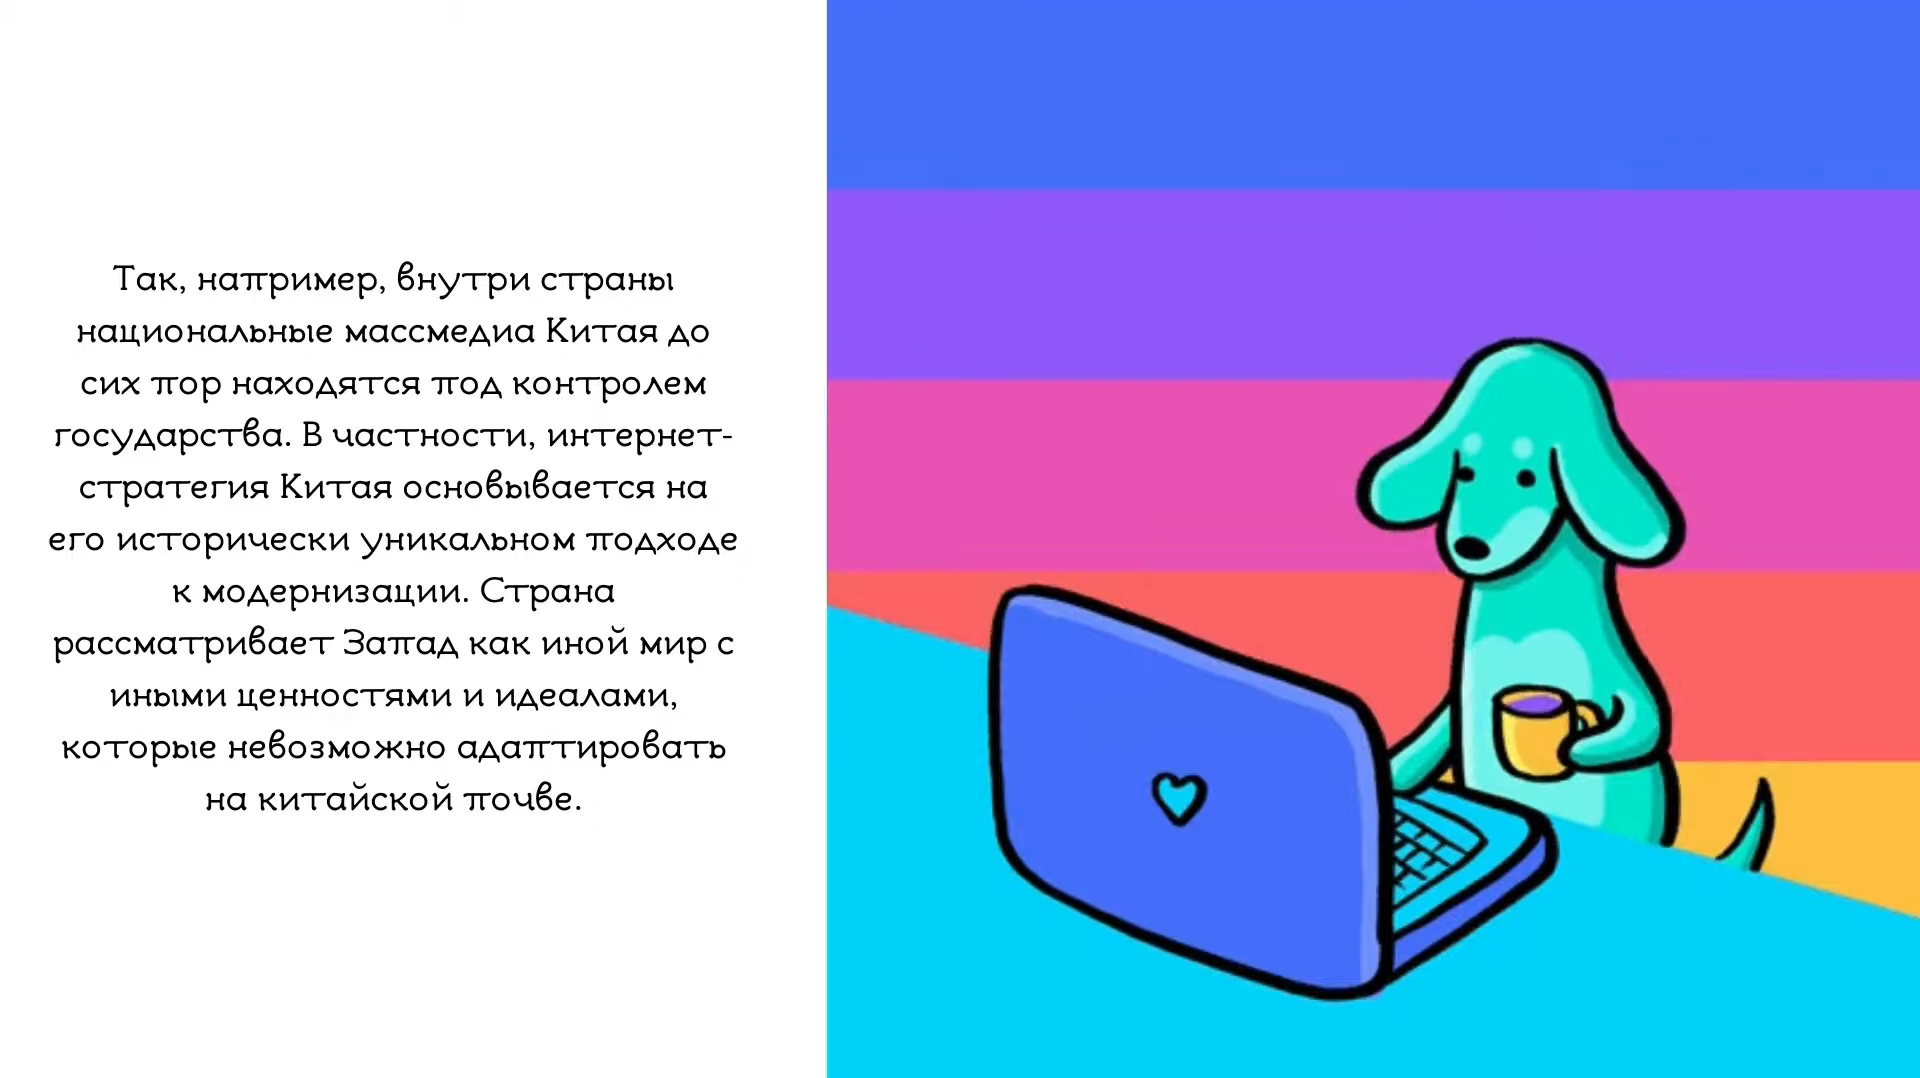 Так, например, внутри страны
национальные массмедиа Китая до
сих пор находятся под контролем
государства. В частности, интернет-
стратегия Китая основывается на
его исторически уникальном подходе
к модернизации. Страна
рассматривает Запад как иной мир с
иными ценностями и идеалами,
которые невозможно адаптировать
на китайской почве.